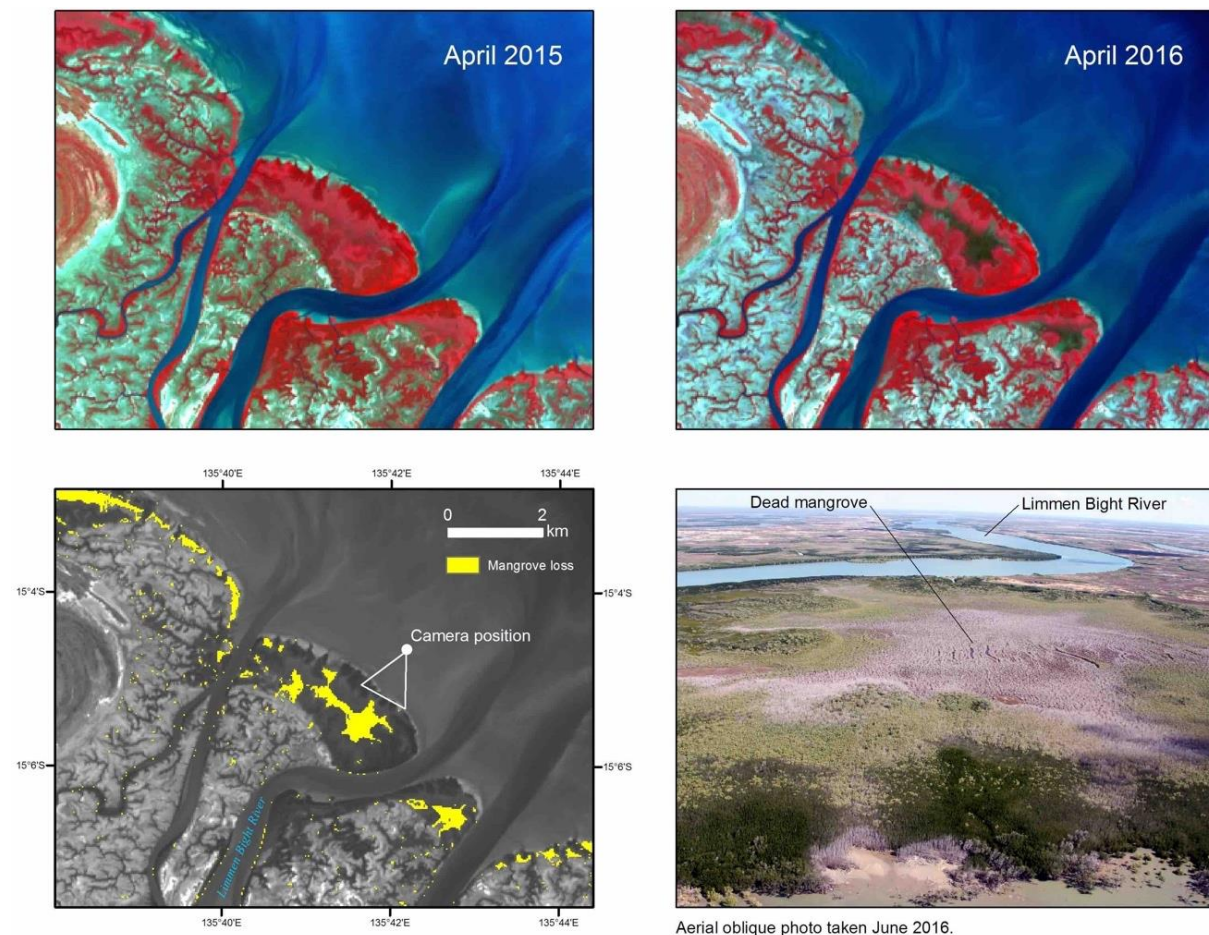 April 2015
April 2016
135°40'E
135°42'E
135°44'E
0
2
km
Mangrove loss
15°4'S
Camera position
15°6'S
Limmen Bight River
135°40'E
135°42'E
135°44'E
Dead mangrove
Limmen Bight River
15°4'S
15°6'S
Aerial oblique photo taken June 2016.